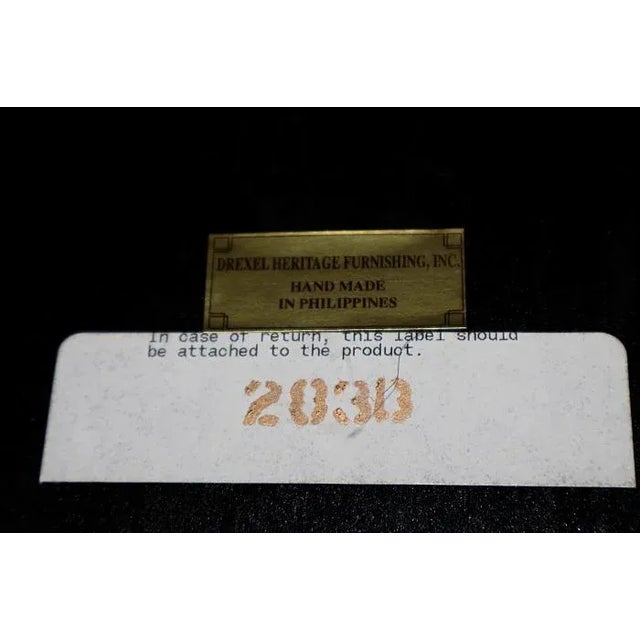 DREXEL HERITAGE FURNISHING, INC.
HAND MADE
IN PHILIPPINES
In case of return, this label should
be attached to the product.
2030